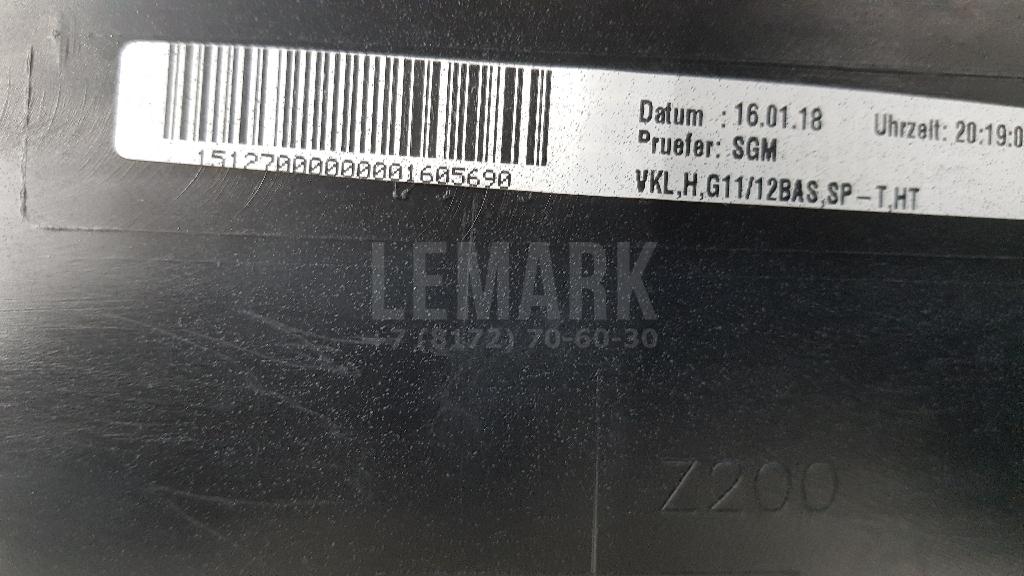 151270000000001605690
Datum : 16.01.18 Uhrzeit: 20:19:0
Pruefer: SGM
VKL,H,G11/12BAS,SP-T,HT
LEMARK
+7 (8172) 70-60-30
Z200